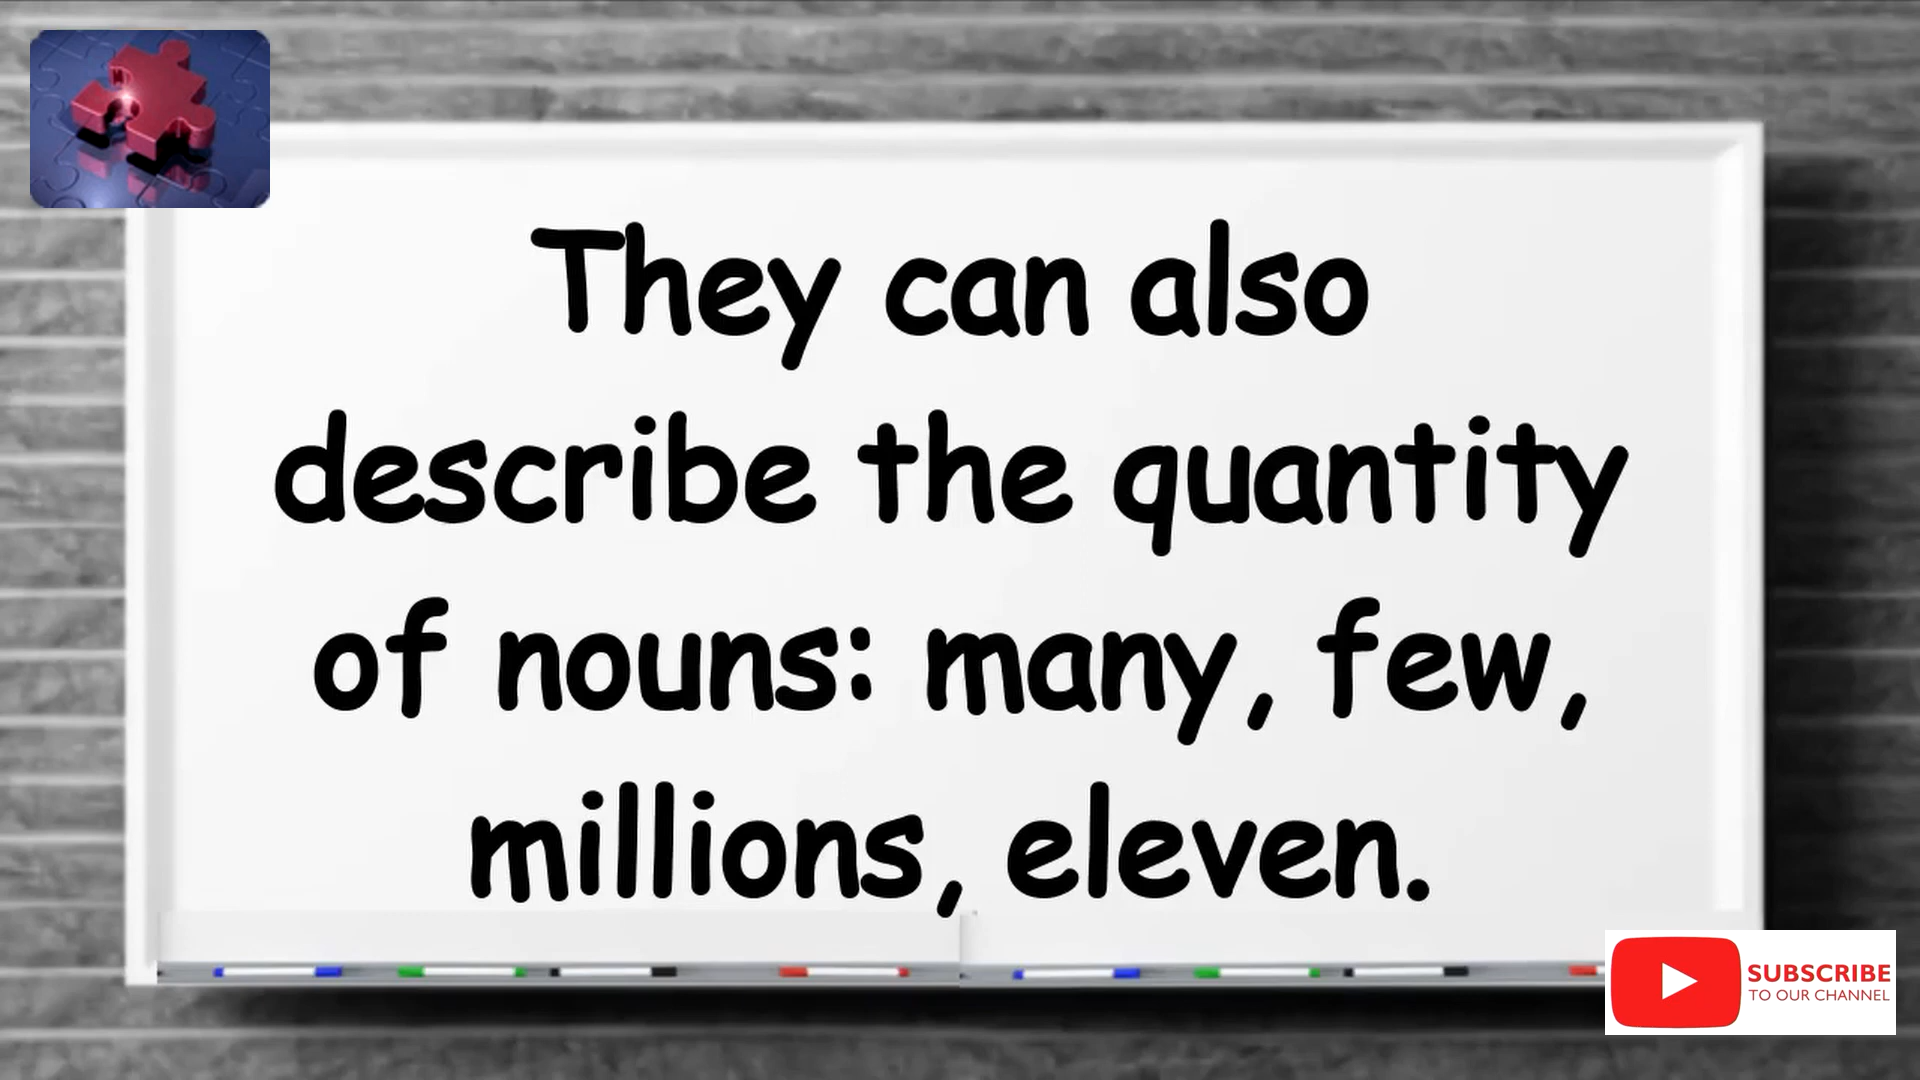 They can also
describe the quantity
of nouns: many, few,
millions, eleven.
SUBSCRIBE
TO OUR CHANNEL